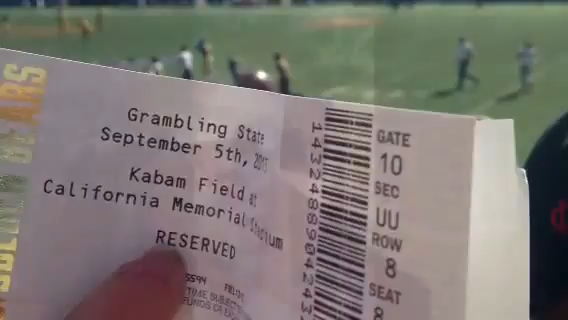 Grambling State
September 5th, 2015
Kabam Field at
California Memorial Stadium
RESERVED
GATE
10
SEC
UU
ROW
8
SEAT
8